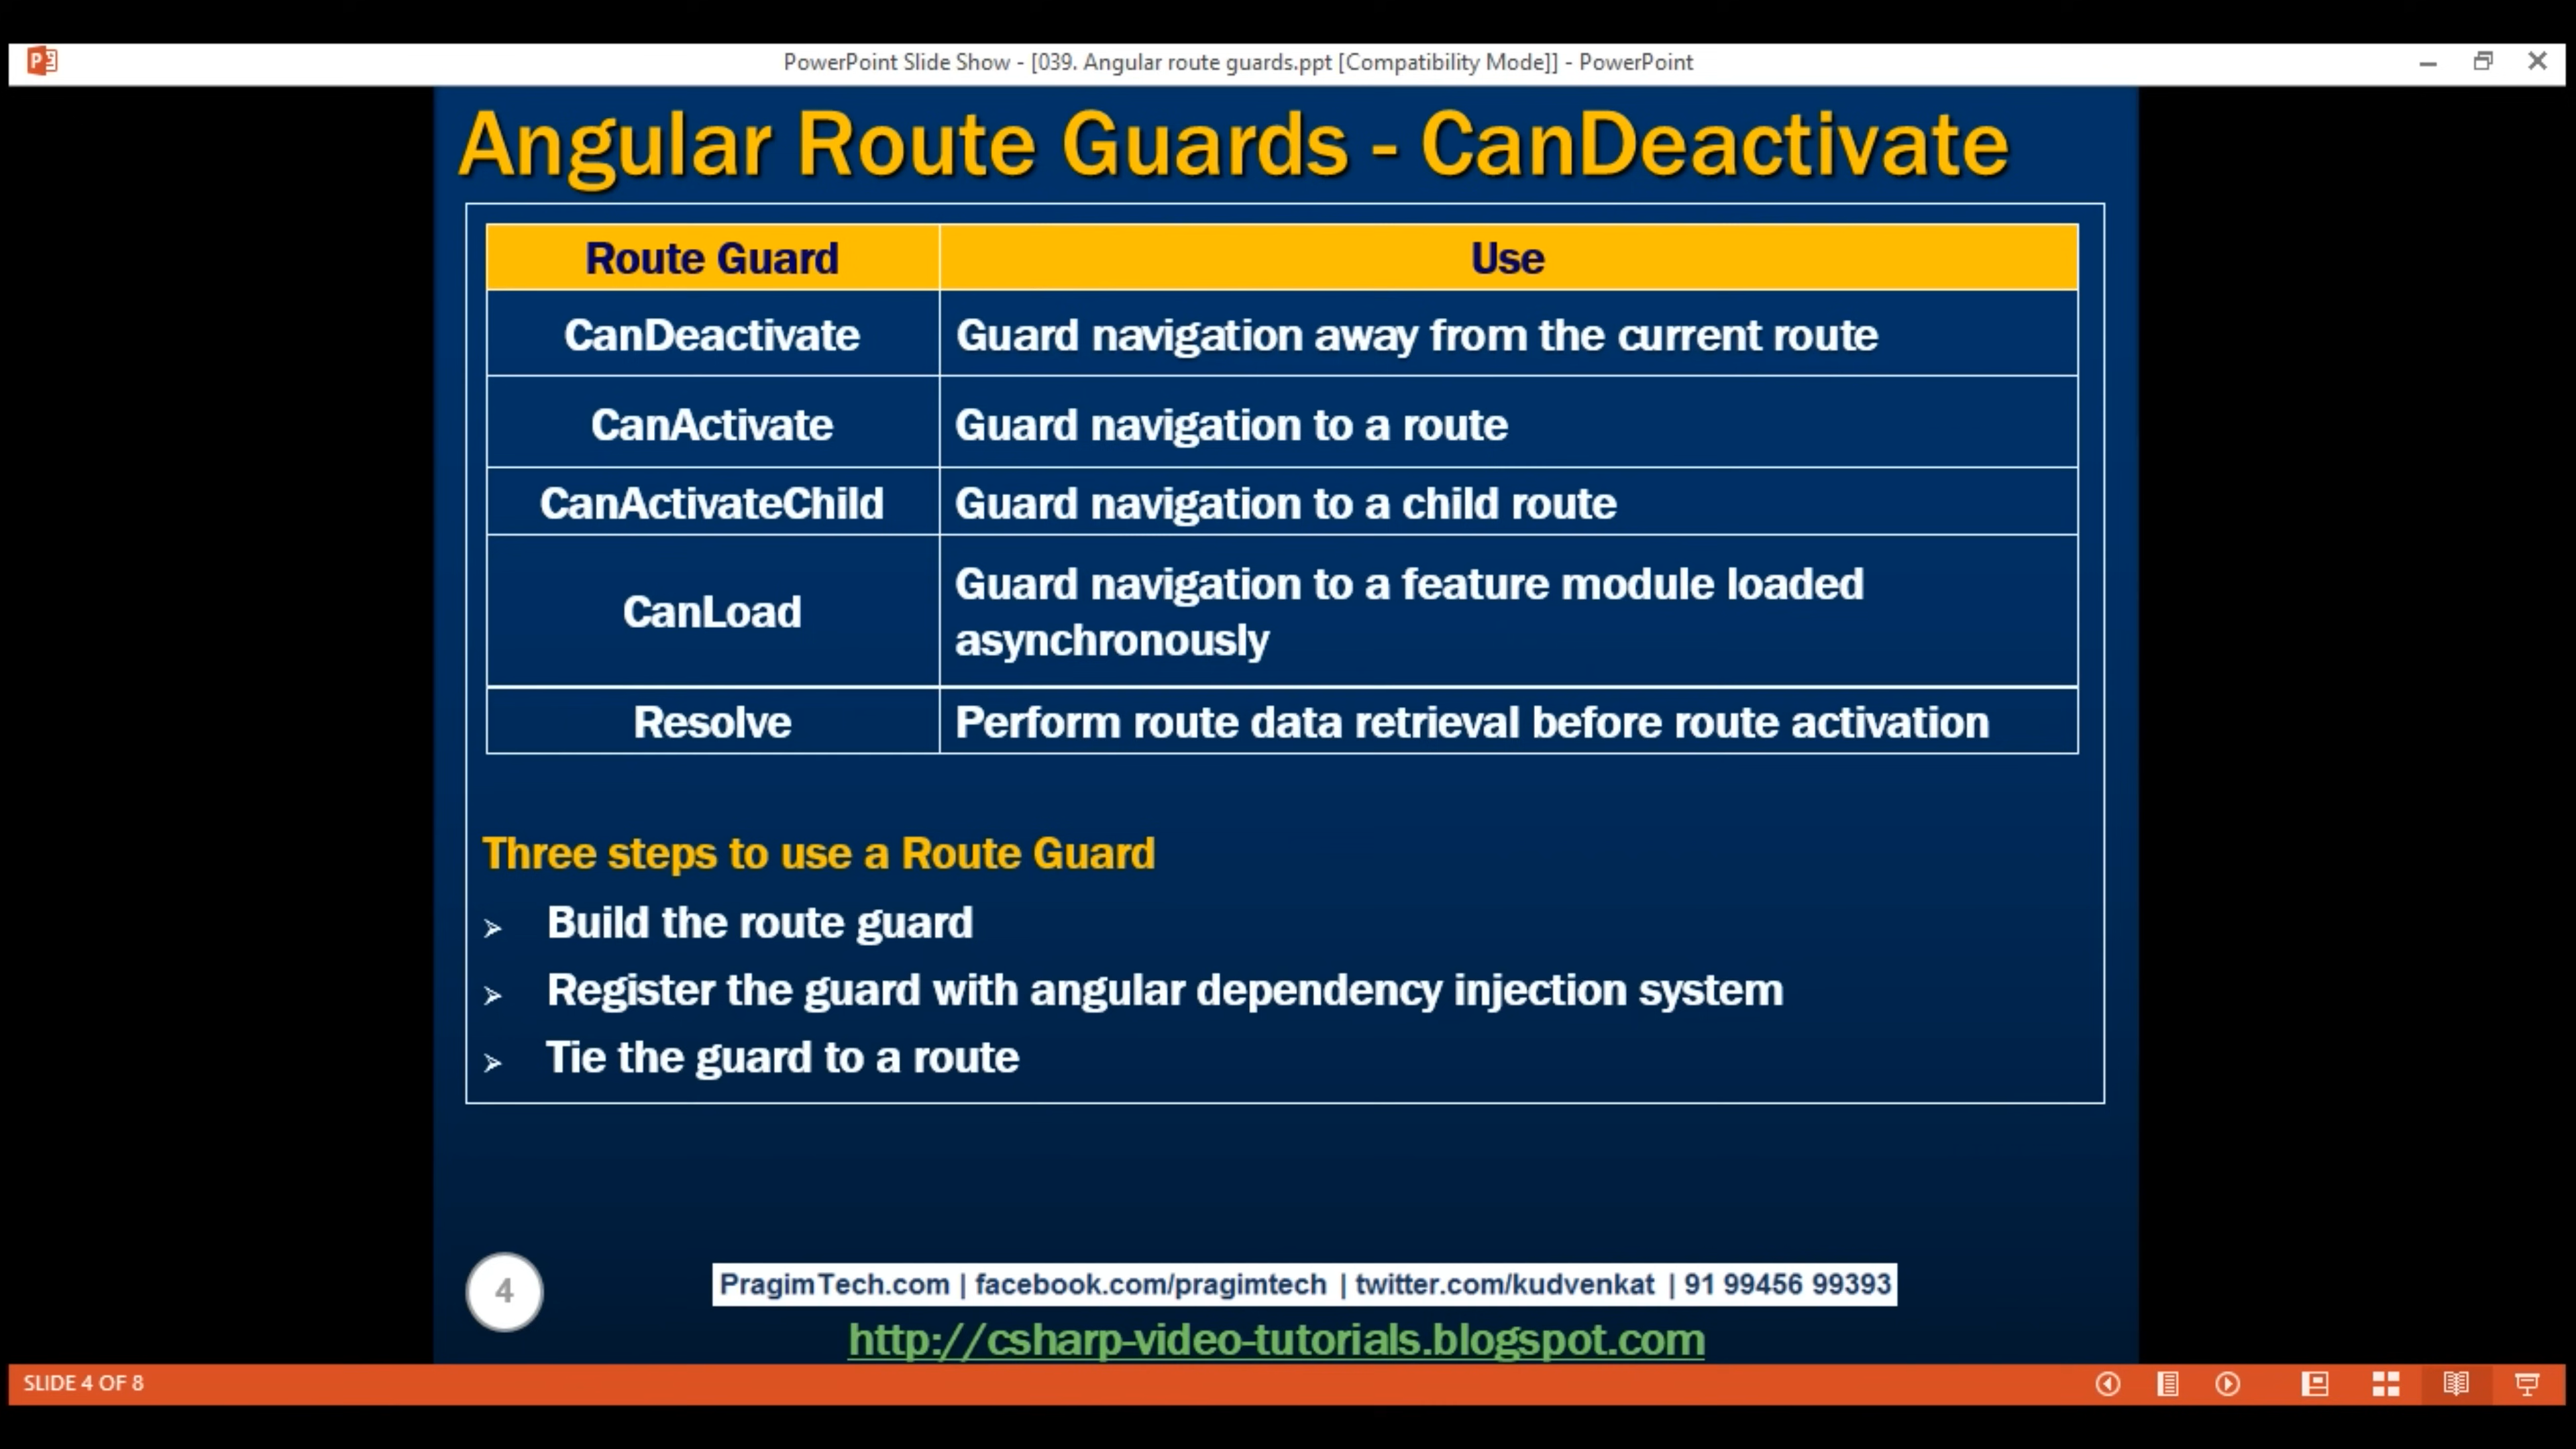 PowerPoint Slide Show - [039. Angular route guards.ppt [Compatibility Mode]] - PowerPoint
Angular Route Guards - CanDeactivate
Route Guard Use
CanDeactivate Guard navigation away from the current route
CanActivate Guard navigation to a route
CanActivateChild Guard navigation to a child route
CanLoad Guard navigation to a feature module loaded
asynchronously
Resolve Perform route data retrieval before route activation
Three steps to use a Route Guard
➢ Build the route guard
➢ Register the guard with angular dependency injection system
➢ Tie the guard to a route
4
PragimTech.com | facebook.com/pragimtech | twitter.com/kudvenkat | 91 99456 99393
http://csharp-video-tutorials.blogspot.com
SLIDE 4 OF 8